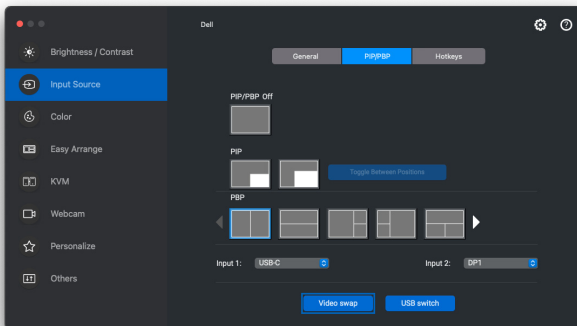 Dell
Brightness / Contrast
General
PIP/PBP
Hotkeys
Input Source
PIP/PBP Off
Color
Easy Arrange
PIP
KVM
Toggle Between Positions
PBP
Webcam
Personalize
Input 1:
USB-C
Input 2:
DP1
Others
Video swap
USB switch